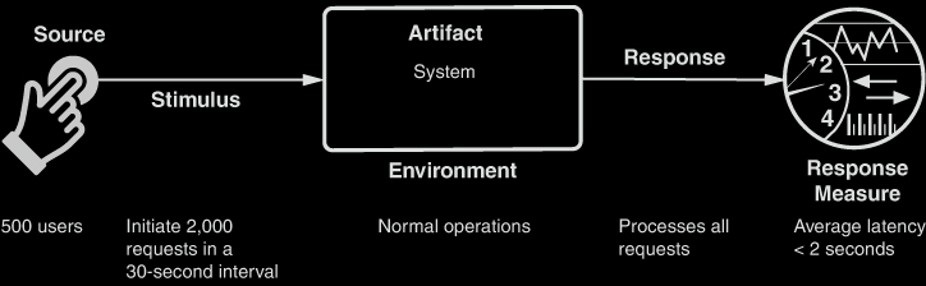 Source
Stimulus
Artifact
System
Environment
Response
1
2
3
4
Response
Measure
500 users
Initiate 2,000
requests in a
30-second interval
Normal operations
Processes all
requests
Average latency
< 2 seconds